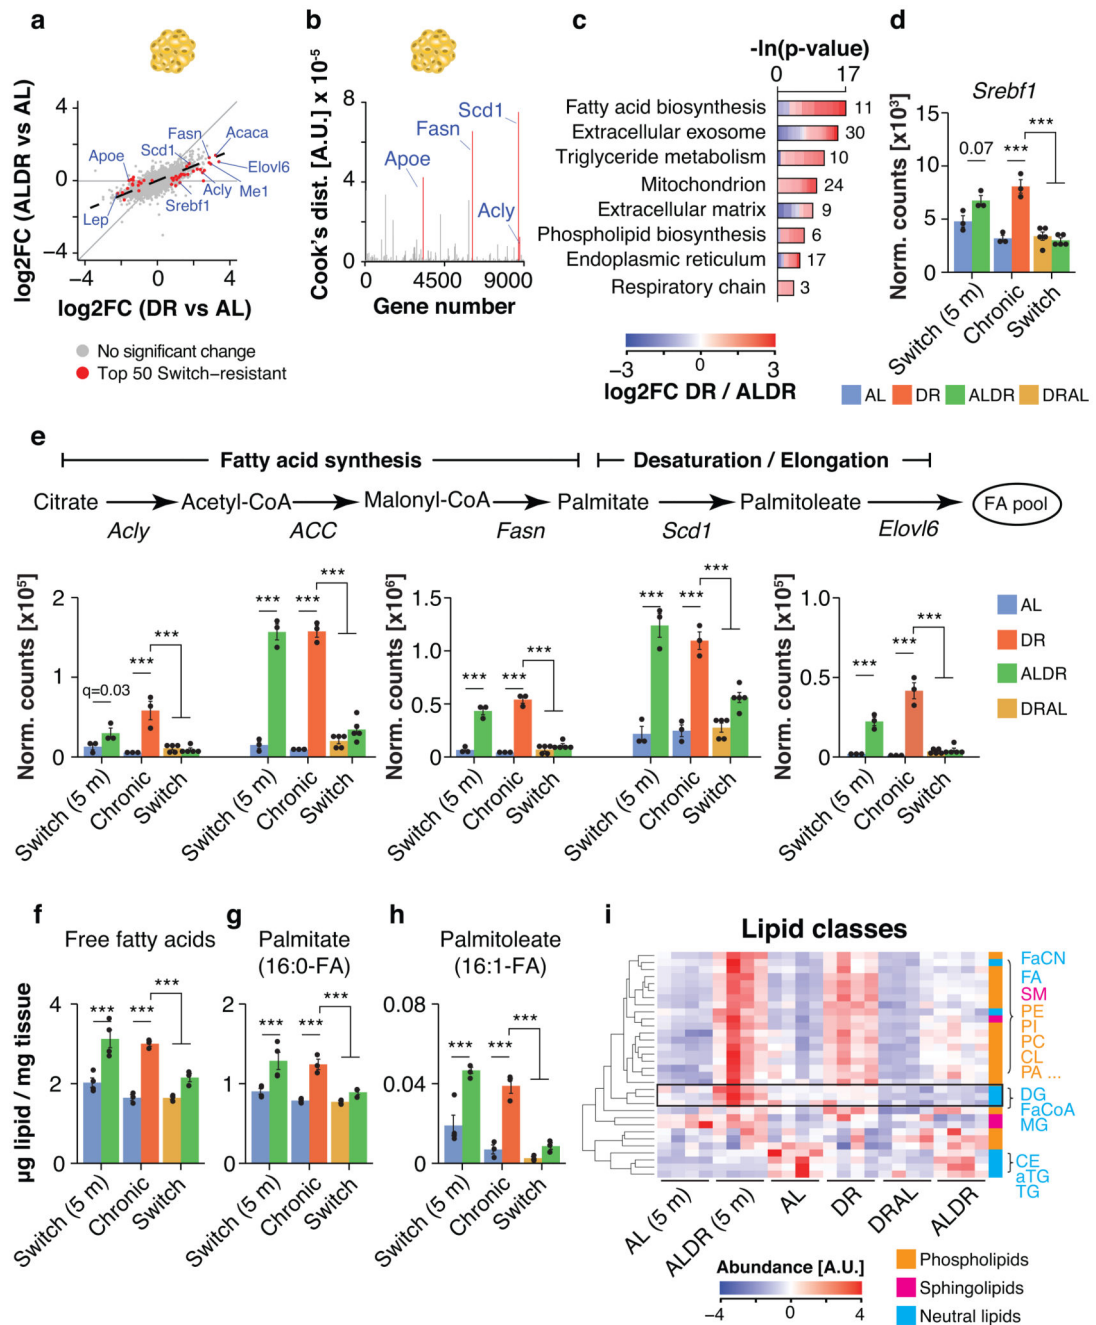 a
log2FC (ALDR vs AL)
4
0
−4
−4
0
4
Fasn
Acaca
Scd1
Apoe
Elovl6
Acly
Me1
Srebf1
Lep
log2FC (DR vs AL)
No significant change
Top 50 Switch−resistant
b
Cook's dist. [A.U.] x 10⁻⁵
8
4
0
Scd1
Fasn
Apoe
Acly
0
4500
9000
Gene number
c
-ln(p-value)
0
17
Fatty acid biosynthesis
11
Extracellular exosome
30
Triglyceride metabolism
10
Mitochondrion
24
Extracellular matrix
9
Phospholipid biosynthesis
6
Endoplasmic reticulum
17
Respiratory chain
3
−3
0
3
log2FC DR / ALDR
d
Srebf1
Norm. counts [x10³]
15
10
5
0
0.07
***
***
Switch (5 m)
Chronic
Switch
AL
DR
ALDR
DRAL
e
Fatty acid synthesis
Desaturation / Elongation
Citrate
Acetyl-CoA
Malonyl-CoA
Palmitate
Palmitoleate
FA pool
Acly
ACC
Fasn
Scd1
Elovl6
Norm. counts [x10⁵]
2
1
0
q=0.03
***
***
***
***
***
Switch (5 m)
Chronic
Switch
Switch (5 m)
Chronic
Switch
Norm. counts [x10⁶]
1.5
1.0
0.5
0
***
***
***
***
***
***
Switch (5 m)
Chronic
Switch
Switch (5 m)
Chronic
Switch
Norm. counts [x10⁵]
1.0
0.5
0
***
***
***
Switch (5 m)
Chronic
Switch
AL
DR
ALDR
DRAL
f
Free fatty acids
µg lipid / mg tissue
4
2
0
***
***
***
Switch (5 m)
Chronic
Switch
g
Palmitate
(16:0-FA)
2
1
0
***
***
***
Switch (5 m)
Chronic
Switch
h
Palmitoleate
(16:1-FA)
0.08
0.04
0
***
***
***
Switch (5 m)
Chronic
Switch
i
Lipid classes
FaCN
FA
SM
PE
PI
PC
CL
PA ...
DG
FaCoA
MG
CE
aTG
TG
AL (5 m)
ALDR (5 m)
AL
DR
DRAL
ALDR
Abundance [A.U.]
−4
0
4
Phospholipids
Sphingolipids
Neutral lipids